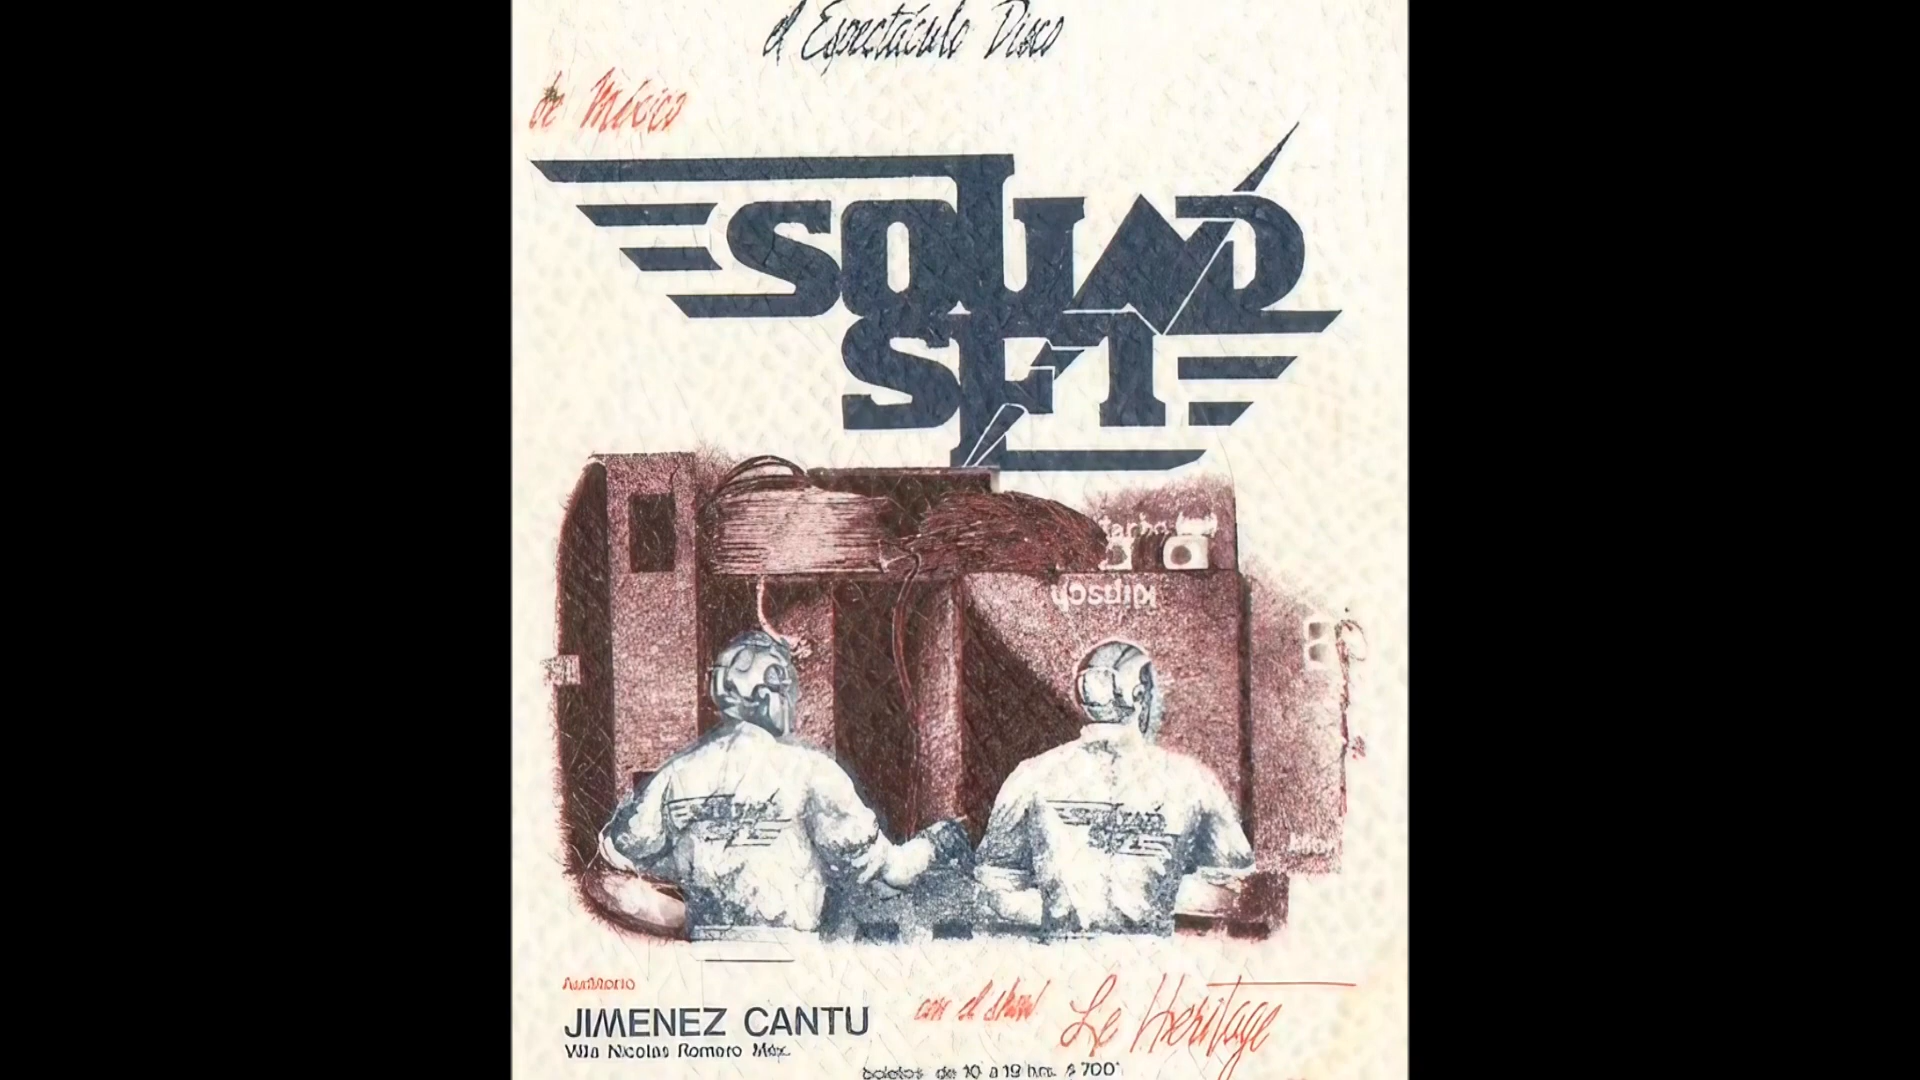 el Espectáculo Disco
de México
SOUND
SET
Klipsch
Auditorio
JIMENEZ CANTU
con el show Le Heritage
Villa Nicolas Romero Méx.
boletos de 10 a 19 hrs. $ 700